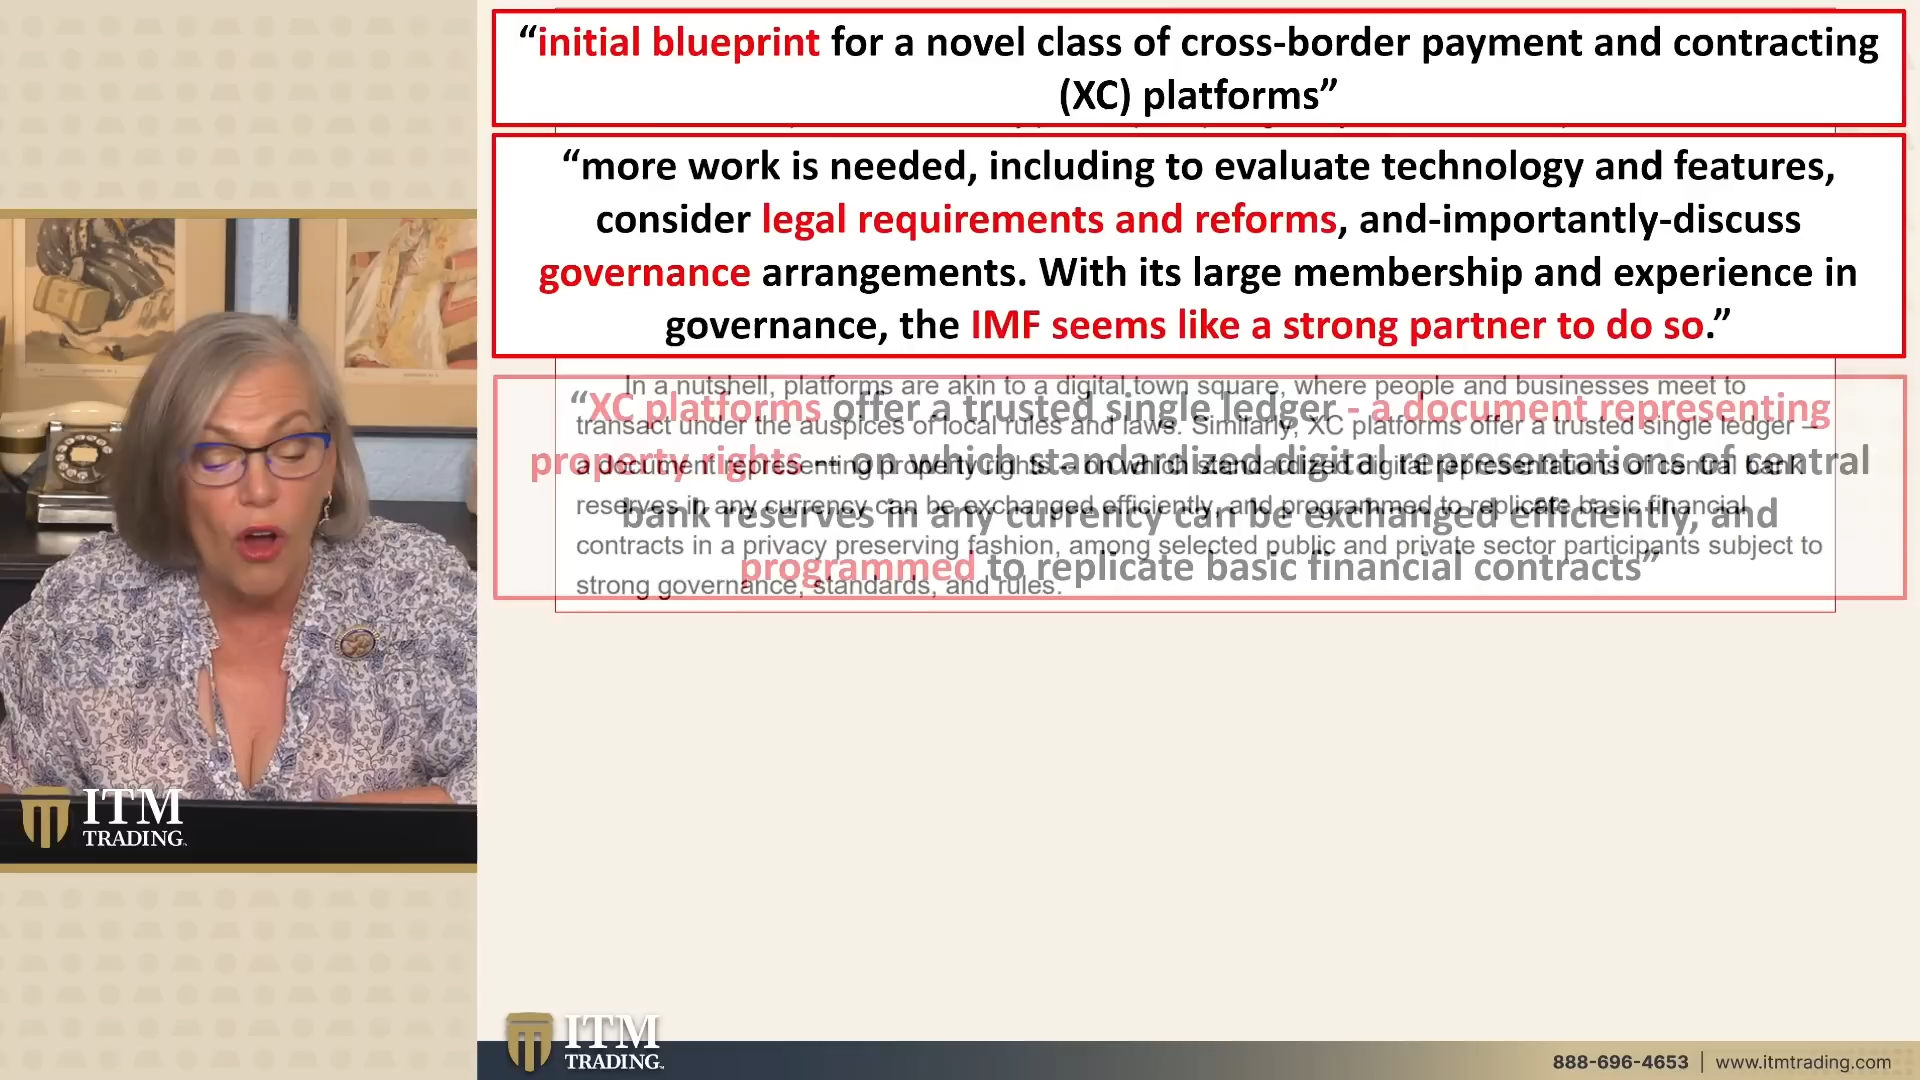 “initial blueprint for a novel class of cross-border payment and contracting
(XC) platforms”
“more work is needed, including to evaluate technology and features,
consider legal requirements and reforms, and-importantly-discuss
governance arrangements. With its large membership and experience in
governance, the IMF seems like a strong partner to do so.”
In a nutshell, platforms are akin to a digital town square, where people and businesses meet to
transact under the auspices of local rules and laws. Similarly, XC platforms offer a trusted single ledger –
a document representing property rights – on which standardized digital representations of central bank
reserves in any currency can be exchanged efficiently, and programmed to replicate basic financial
contracts in a privacy preserving fashion, among selected public and private sector participants subject to
strong governance, standards, and rules.
“XC platforms offer a trusted single ledger - a document representing
property rights – on which standardized digital representations of central
bank reserves in any currency can be exchanged efficiently, and
programmed to replicate basic financial contracts”
ITM
TRADING
ITM
TRADING
888-696-4653 | www.itmtrading.com